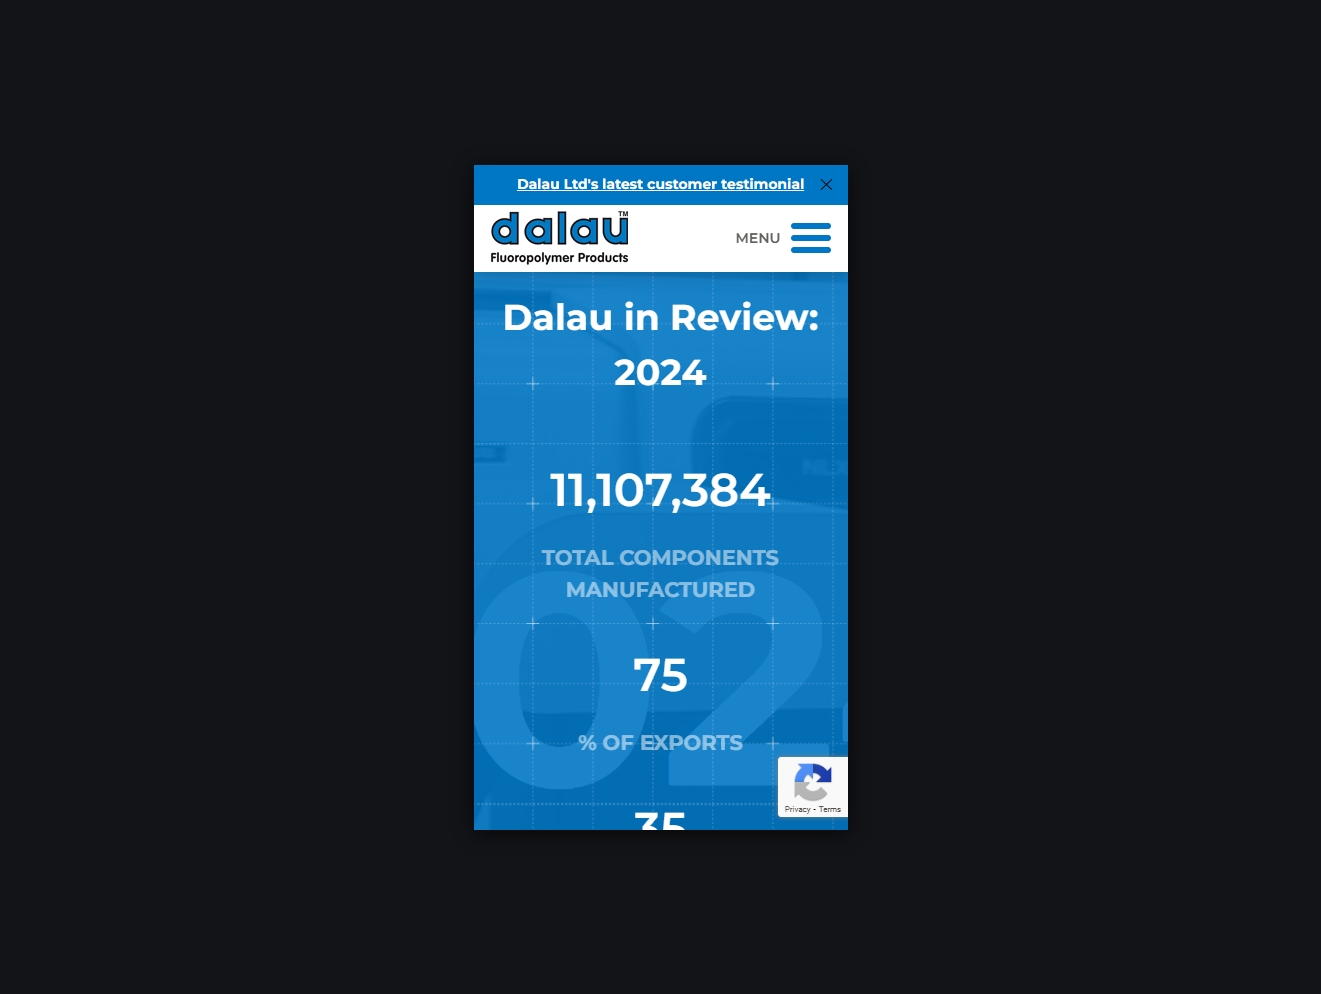 Dalau Ltd's latest customer testimonial
dalau™
Fluoropolymer Products
MENU
Dalau in Review:
2024
11,107,384
TOTAL COMPONENTS
MANUFACTURED
75
% OF EXPORTS
35
Privacy - Terms